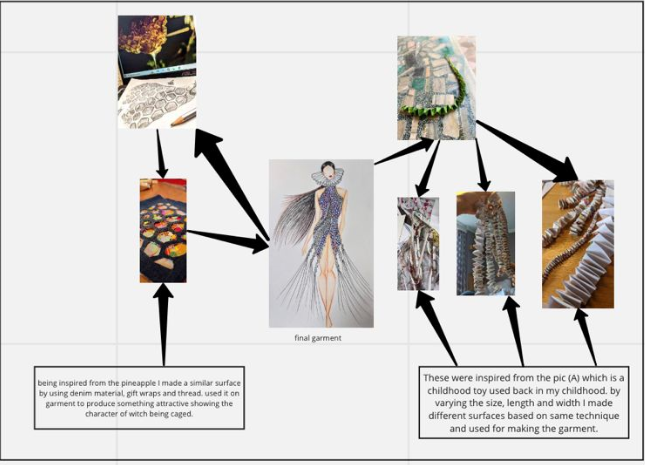 final garment
being inspired from the pineapple I made a similar surface
by using denim material, gift wraps and thread. used it on
garment to produce something attractive showing the
character of witch being caged.
These were inspired from the pic (A) which is a
childhood toy used back in my childhood. by
varying the size, length and width I made
different surfaces based on same technique
and used for making the garment.